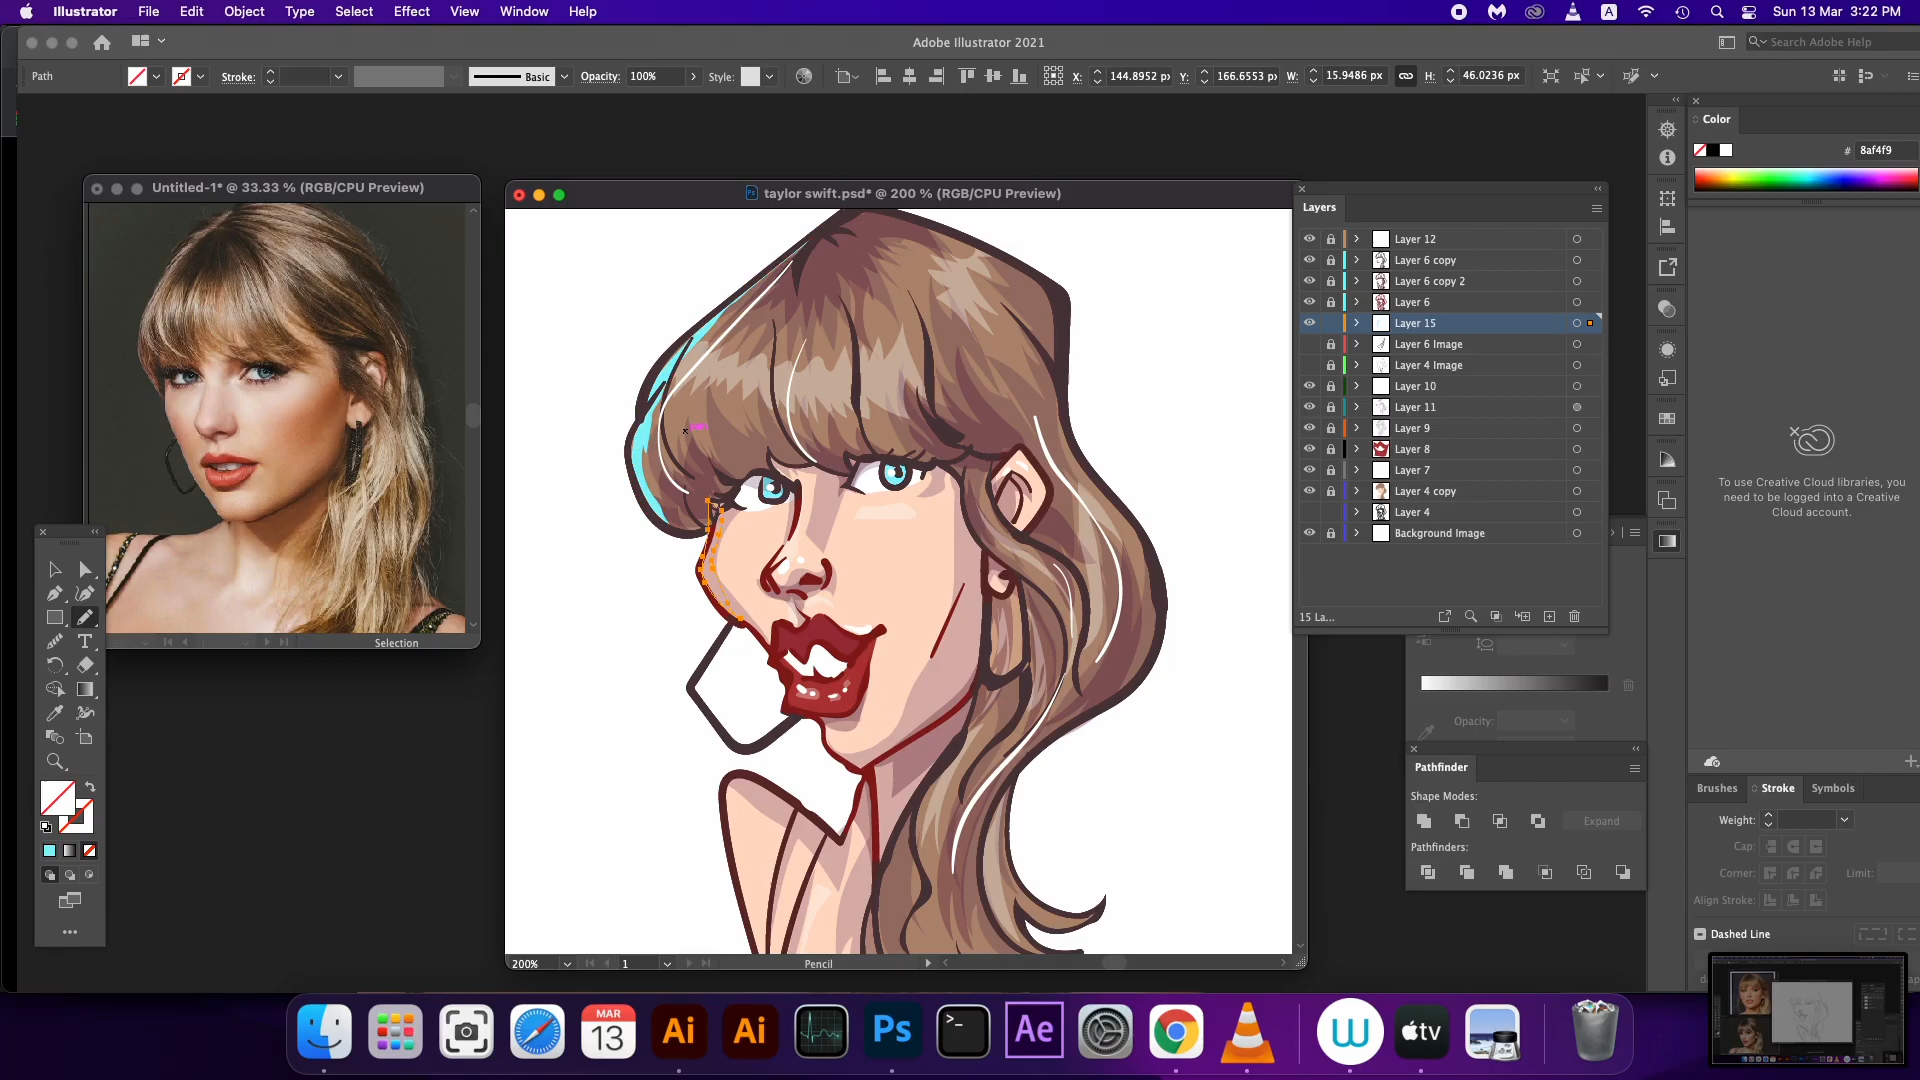 Illustrator File Edit Object Type Select Effect View Window Help
A
Sun 13 Mar 3:22 PM
Adobe Illustrator 2021
Search Adobe Help
Path
Stroke:
Basic
Opacity: 100%
Style:
X: 144.8952 px
Y: 166.6553 px
W: 15.9486 px
H: 46.0236 px
Untitled-1* @ 33.33 % (RGB/CPU Preview)
Selection
Ps taylor swift.psd* @ 200 % (RGB/CPU Preview)
200%
1
Pencil
T
Layers
Layer 12
Layer 6 copy
Layer 6 copy 2
Layer 6
Layer 15
Layer 6 Image
Layer 4 Image
Layer 10
Layer 11
Layer 9
Layer 8
Layer 7
Layer 4 copy
Layer 4
Background Image
15 La...
Opacity:
Pathfinder
Shape Modes:
Expand
Pathfinders:
Color
# 8af4f9
To use Creative Cloud libraries, you
need to be logged into a Creative
Cloud account.
Brushes Stroke Symbols
Weight:
Cap:
Corner:
Limit:
Align Stroke:
Dashed Line
MAR
13
Ai
Ai
Ps
>_
Ae
W
tv